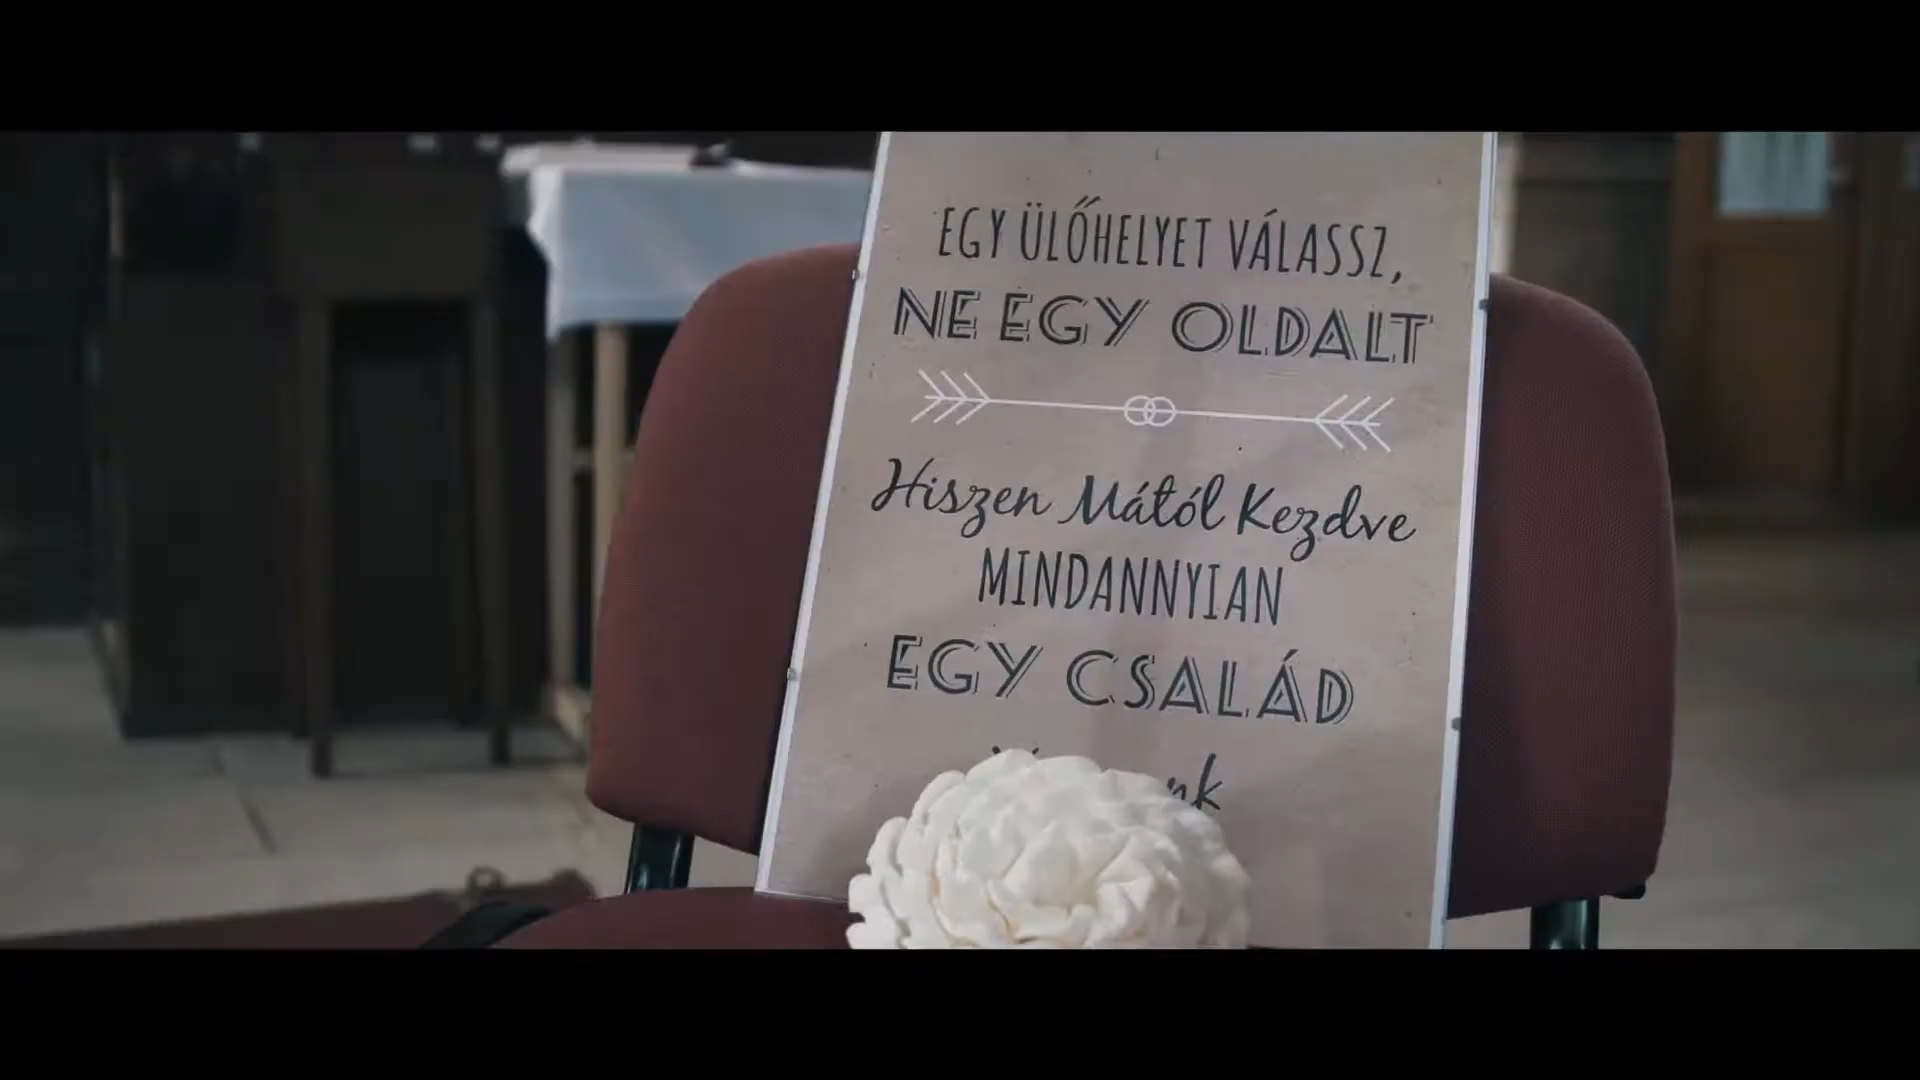 EGY ÜLŐHELYET VÁLASSZ,
NE EGY OLDALT
Hiszen Mától Kezdve
MINDANNYIAN
EGY CSALÁD